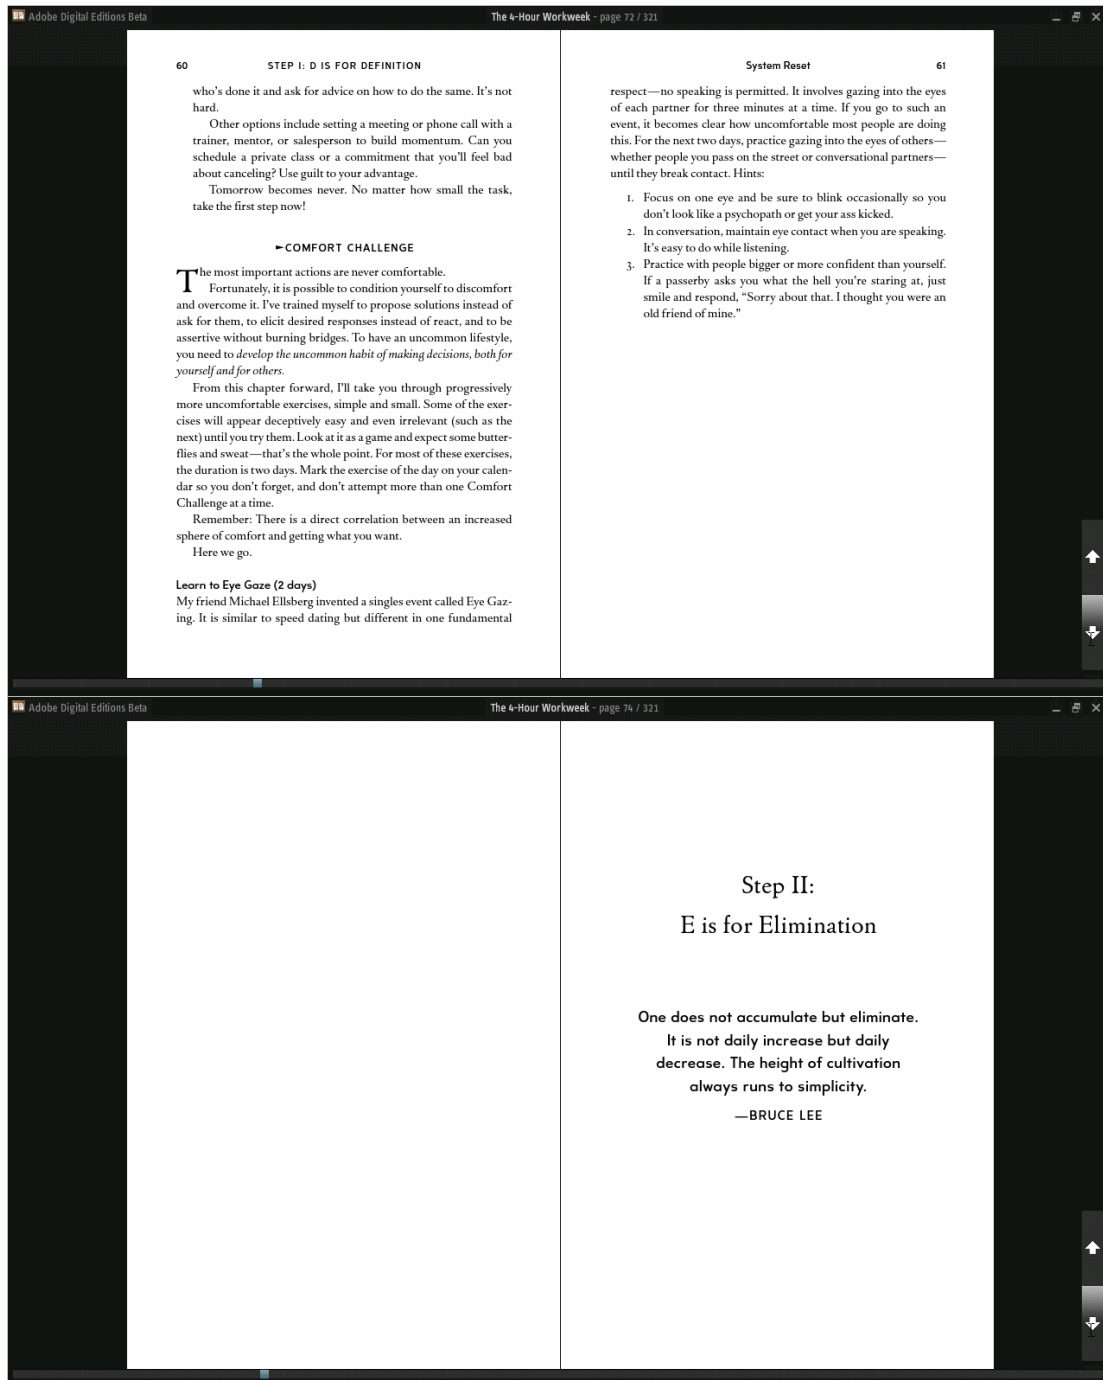 Adobe Digital Editions Beta
The 4-Hour Workweek - page 72 / 321
60
STEP I: D IS FOR DEFINITION
who's done it and ask for advice on how to do the same. It's not
hard.
Other options include setting a meeting or phone call with a
trainer, mentor, or salesperson to build momentum. Can you
schedule a private class or a commitment that you'll feel bad
about canceling? Use guilt to your advantage.
Tomorrow becomes never. No matter how small the task,
take the first step now!
►COMFORT CHALLENGE
The most important actions are never comfortable.
Fortunately, it is possible to condition yourself to discomfort
and overcome it. I've trained myself to propose solutions instead of
ask for them, to elicit desired responses instead of react, and to be
assertive without burning bridges. To have an uncommon lifestyle,
you need to develop the uncommon habit of making decisions, both for
yourself and for others.
From this chapter forward, I'll take you through progressively
more uncomfortable exercises, simple and small. Some of the exer-
cises will appear deceptively easy and even irrelevant (such as the
next) until you try them. Look at it as a game and expect some butter-
flies and sweat—that's the whole point. For most of these exercises,
the duration is two days. Mark the exercise of the day on your calen-
dar so you don't forget, and don't attempt more than one Comfort
Challenge at a time.
Remember: There is a direct correlation between an increased
sphere of comfort and getting what you want.
Here we go.
Learn to Eye Gaze (2 days)
My friend Michael Ellsberg invented a singles event called Eye Gaz-
ing. It is similar to speed dating but different in one fundamental
System Reset
61
respect—no speaking is permitted. It involves gazing into the eyes
of each partner for three minutes at a time. If you go to such an
event, it becomes clear how uncomfortable most people are doing
this. For the next two days, practice gazing into the eyes of others—
whether people you pass on the street or conversational partners—
until they break contact. Hints:
1. Focus on one eye and be sure to blink occasionally so you
don't look like a psychopath or get your ass kicked.
2. In conversation, maintain eye contact when you are speaking.
It's easy to do while listening.
3. Practice with people bigger or more confident than yourself.
If a passerby asks you what the hell you're staring at, just
smile and respond, "Sorry about that. I thought you were an
old friend of mine."
Adobe Digital Editions Beta
The 4-Hour Workweek - page 74 / 321
Step II:
E is for Elimination
One does not accumulate but eliminate.
It is not daily increase but daily
decrease. The height of cultivation
always runs to simplicity.
—BRUCE LEE